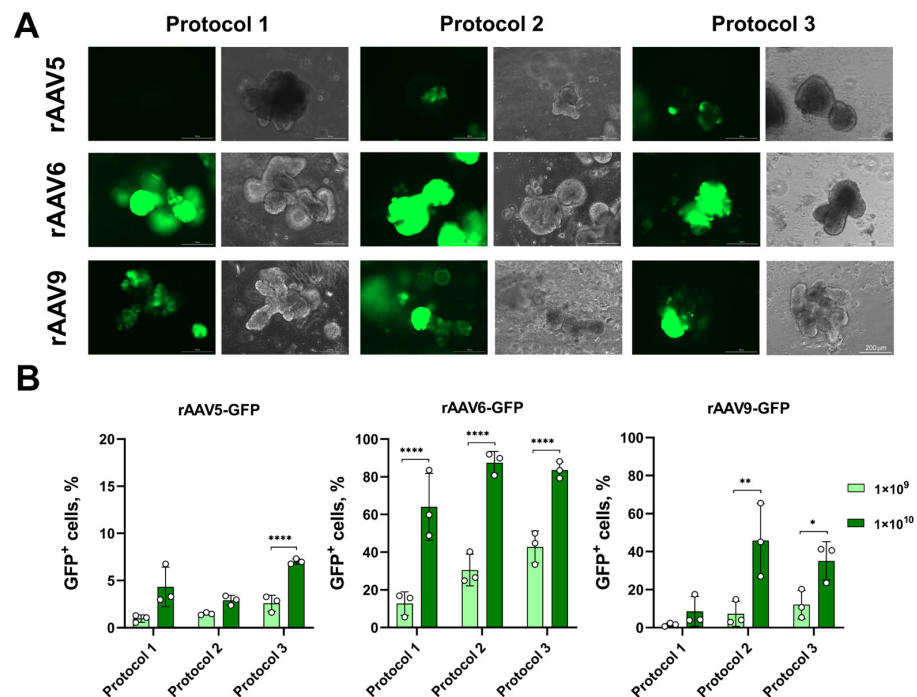 A
Protocol 1
Protocol 2
Protocol 3
rAAV5
rAAV6
rAAV9
200µm
B
rAAV5-GFP
GFP⁺ cells, %
20
15
10
5
0
****
Protocol 1
Protocol 2
Protocol 3
rAAV6-GFP
GFP⁺ cells, %
100
80
60
40
20
0
****
****
****
Protocol 1
Protocol 2
Protocol 3
rAAV9-GFP
GFP⁺ cells, %
100
80
60
40
20
0
**
*
Protocol 1
Protocol 2
Protocol 3
1×10⁹
1×10¹⁰